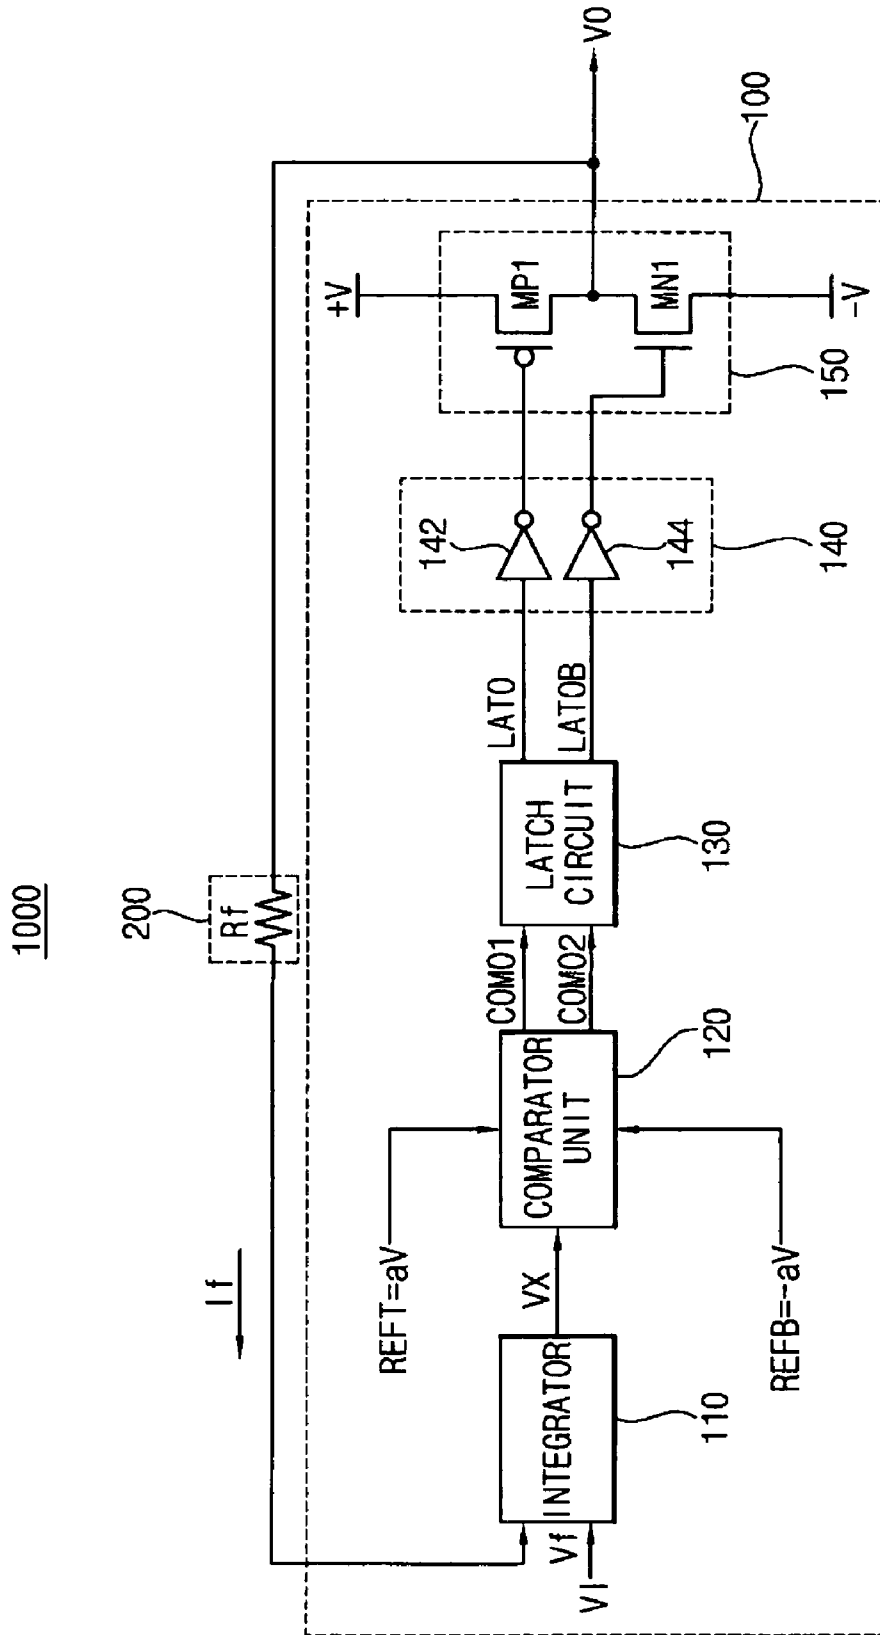 1000
200
Rf
If
100
+V
MP1
MN1
-V
150
VO
142
144
140
LATO
LATOB
LATCH
CIRCUIT
130
COMO1
COMO2
COMPARATOR
UNIT
120
REFT=aV
REFB=-aV
VX
INTEGRATOR
110
Vf
VI